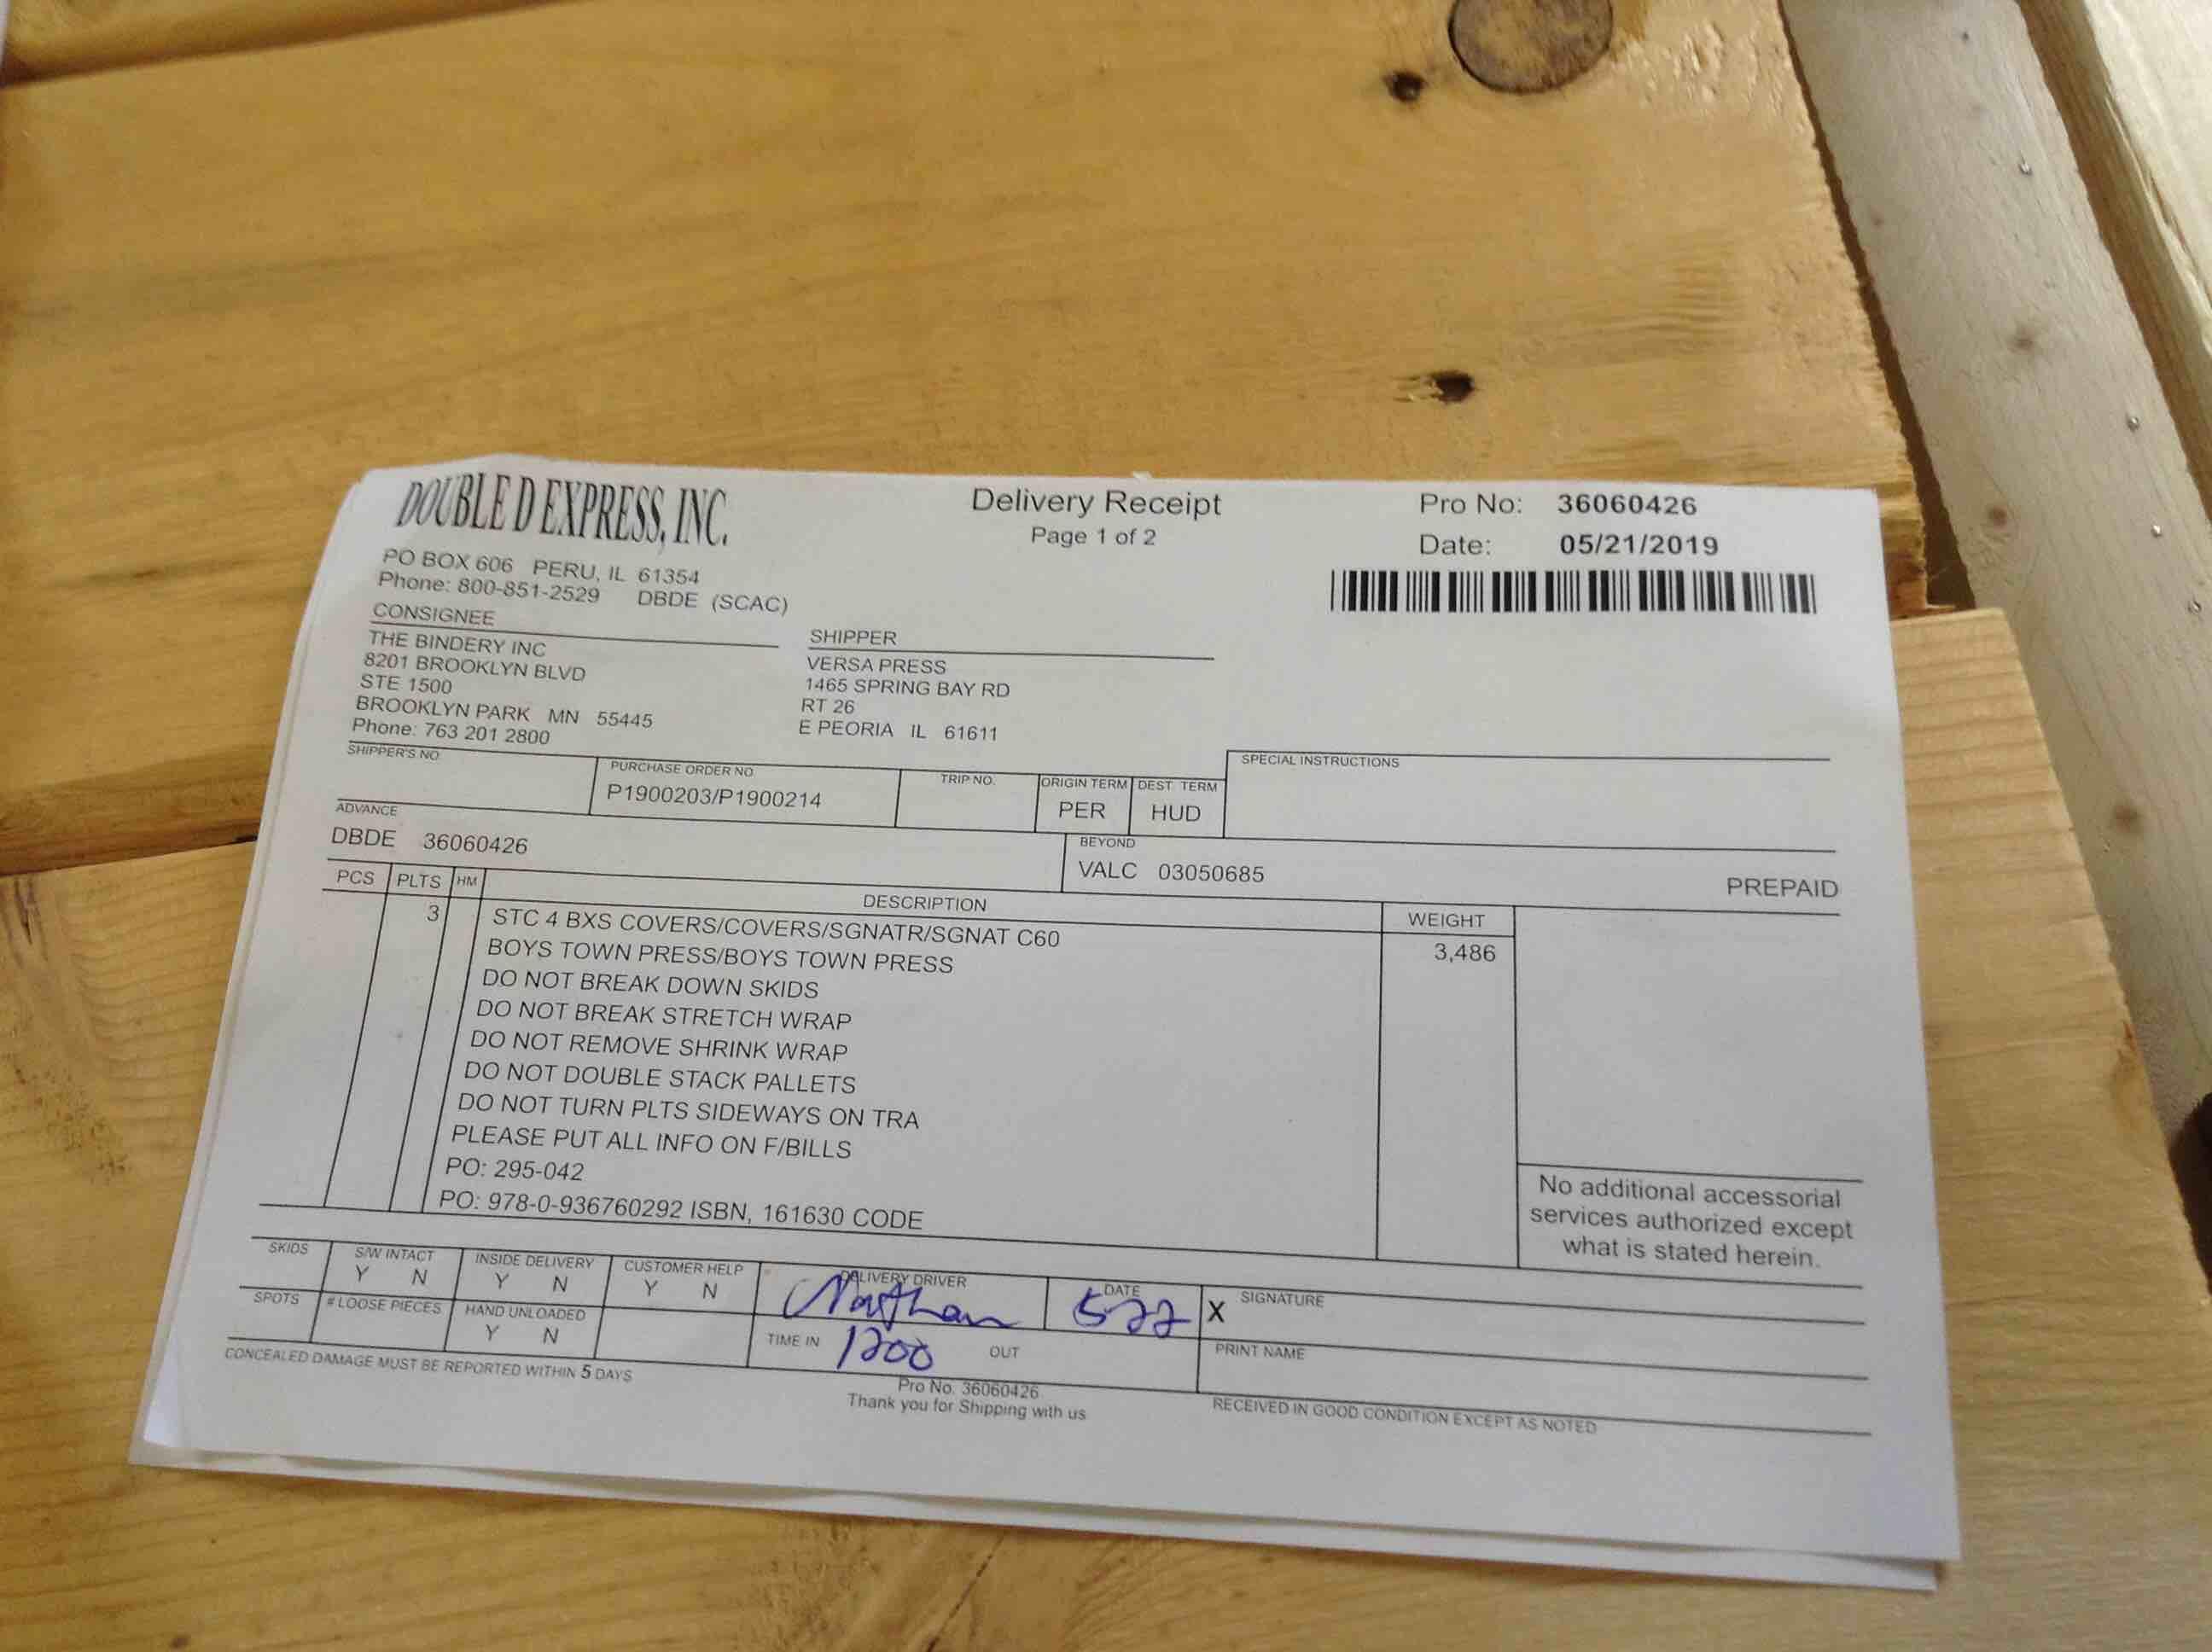 DOUBLE D EXPRESS, INC.
PO BOX 606 PERU, IL 61354
Phone: 800-851-2529 DBDE (SCAC)
Delivery Receipt
Page 1 of 2
Pro No: 36060426
Date: 05/21/2019
CONSIGNEE
THE BINDERY INC
8201 BROOKLYN BLVD
STE 1500
BROOKLYN PARK MN 55445
Phone: 763 201 2800
SHIPPER
VERSA PRESS
1465 SPRING BAY RD
RT 26
E PEORIA IL 61611
SHIPPER'S NO.
PURCHASE ORDER NO.
P1900203/P1900214
TRIP NO.
ORIGIN TERM
PER
DEST. TERM
HUD
SPECIAL INSTRUCTIONS
ADVANCE
DBDE 36060426
BEYOND
VALC 03050685
PREPAID
PCS PLTS HM DESCRIPTION WEIGHT
3 STC 4 BXS COVERS/COVERS/SGNATR/SGNAT C60 3,486
BOYS TOWN PRESS/BOYS TOWN PRESS
DO NOT BREAK DOWN SKIDS
DO NOT BREAK STRETCH WRAP
DO NOT REMOVE SHRINK WRAP
DO NOT DOUBLE STACK PALLETS
DO NOT TURN PLTS SIDEWAYS ON TRA
PLEASE PUT ALL INFO ON F/BILLS
PO: 295-042
PO: 978-0-936760292 ISBN, 161630 CODE
No additional accessorial
services authorized except
what is stated herein.
SKIDS
S/W INTACT
Y N
INSIDE DELIVERY
Y N
CUSTOMER HELP
Y N
DELIVERY DRIVER
Nathan
DATE
5-22
X SIGNATURE
SPOTS
# LOOSE PIECES
HAND UNLOADED
Y N
TIME IN 1200 OUT
PRINT NAME
CONCEALED DAMAGE MUST BE REPORTED WITHIN 5 DAYS
Pro No. 36060426
Thank you for Shipping with us
RECEIVED IN GOOD CONDITION EXCEPT AS NOTED